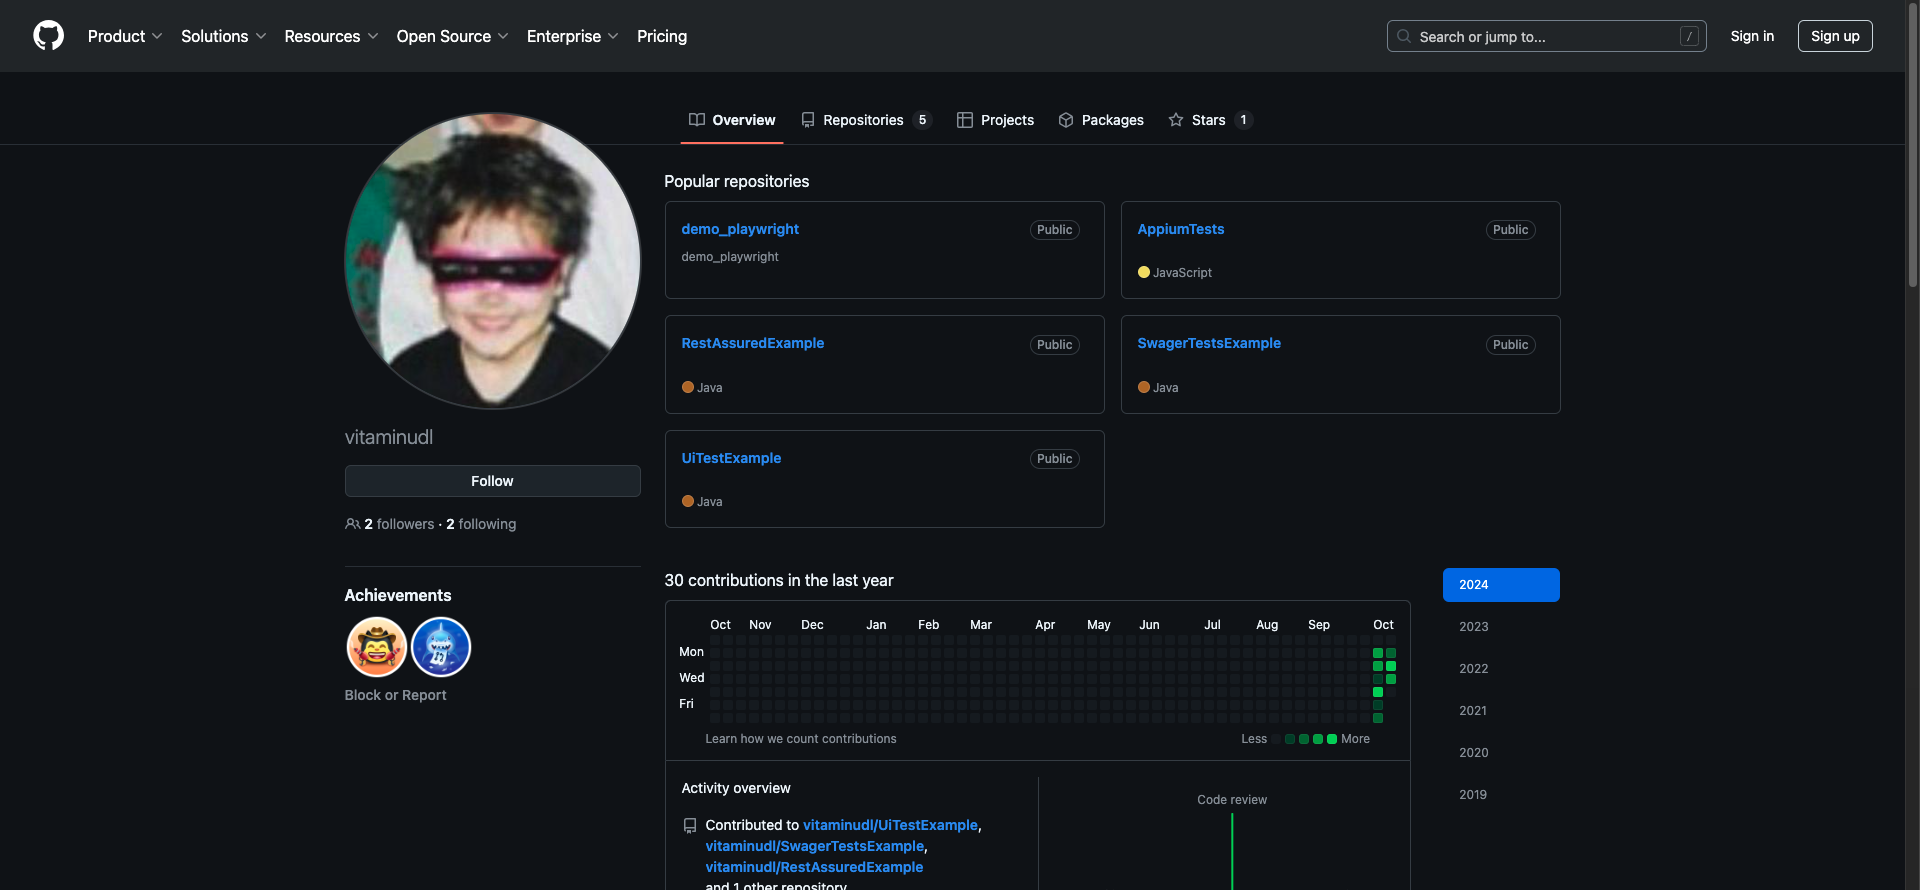 Product Solutions Resources Open Source Enterprise Pricing Search or jump to... / Sign in Sign up
Overview Repositories 5 Projects Packages Stars 1
vitaminudl
Follow
2 followers · 2 following
Achievements
Block or Report
Popular repositories
demo_playwright Public
demo_playwright
AppiumTests Public
JavaScript
RestAssuredExample Public
Java
SwagerTestsExample Public
Java
UiTestExample Public
Java
30 contributions in the last year
Oct Nov Dec Jan Feb Mar Apr May Jun Jul Aug Sep Oct
Mon
Wed
Fri
Learn how we count contributions Less More
2024
2023
2022
2021
2020
2019
Activity overview
Contributed to vitaminudl/UiTestExample,
vitaminudl/SwagerTestsExample,
vitaminudl/RestAssuredExample
and 1 other repository
Code review